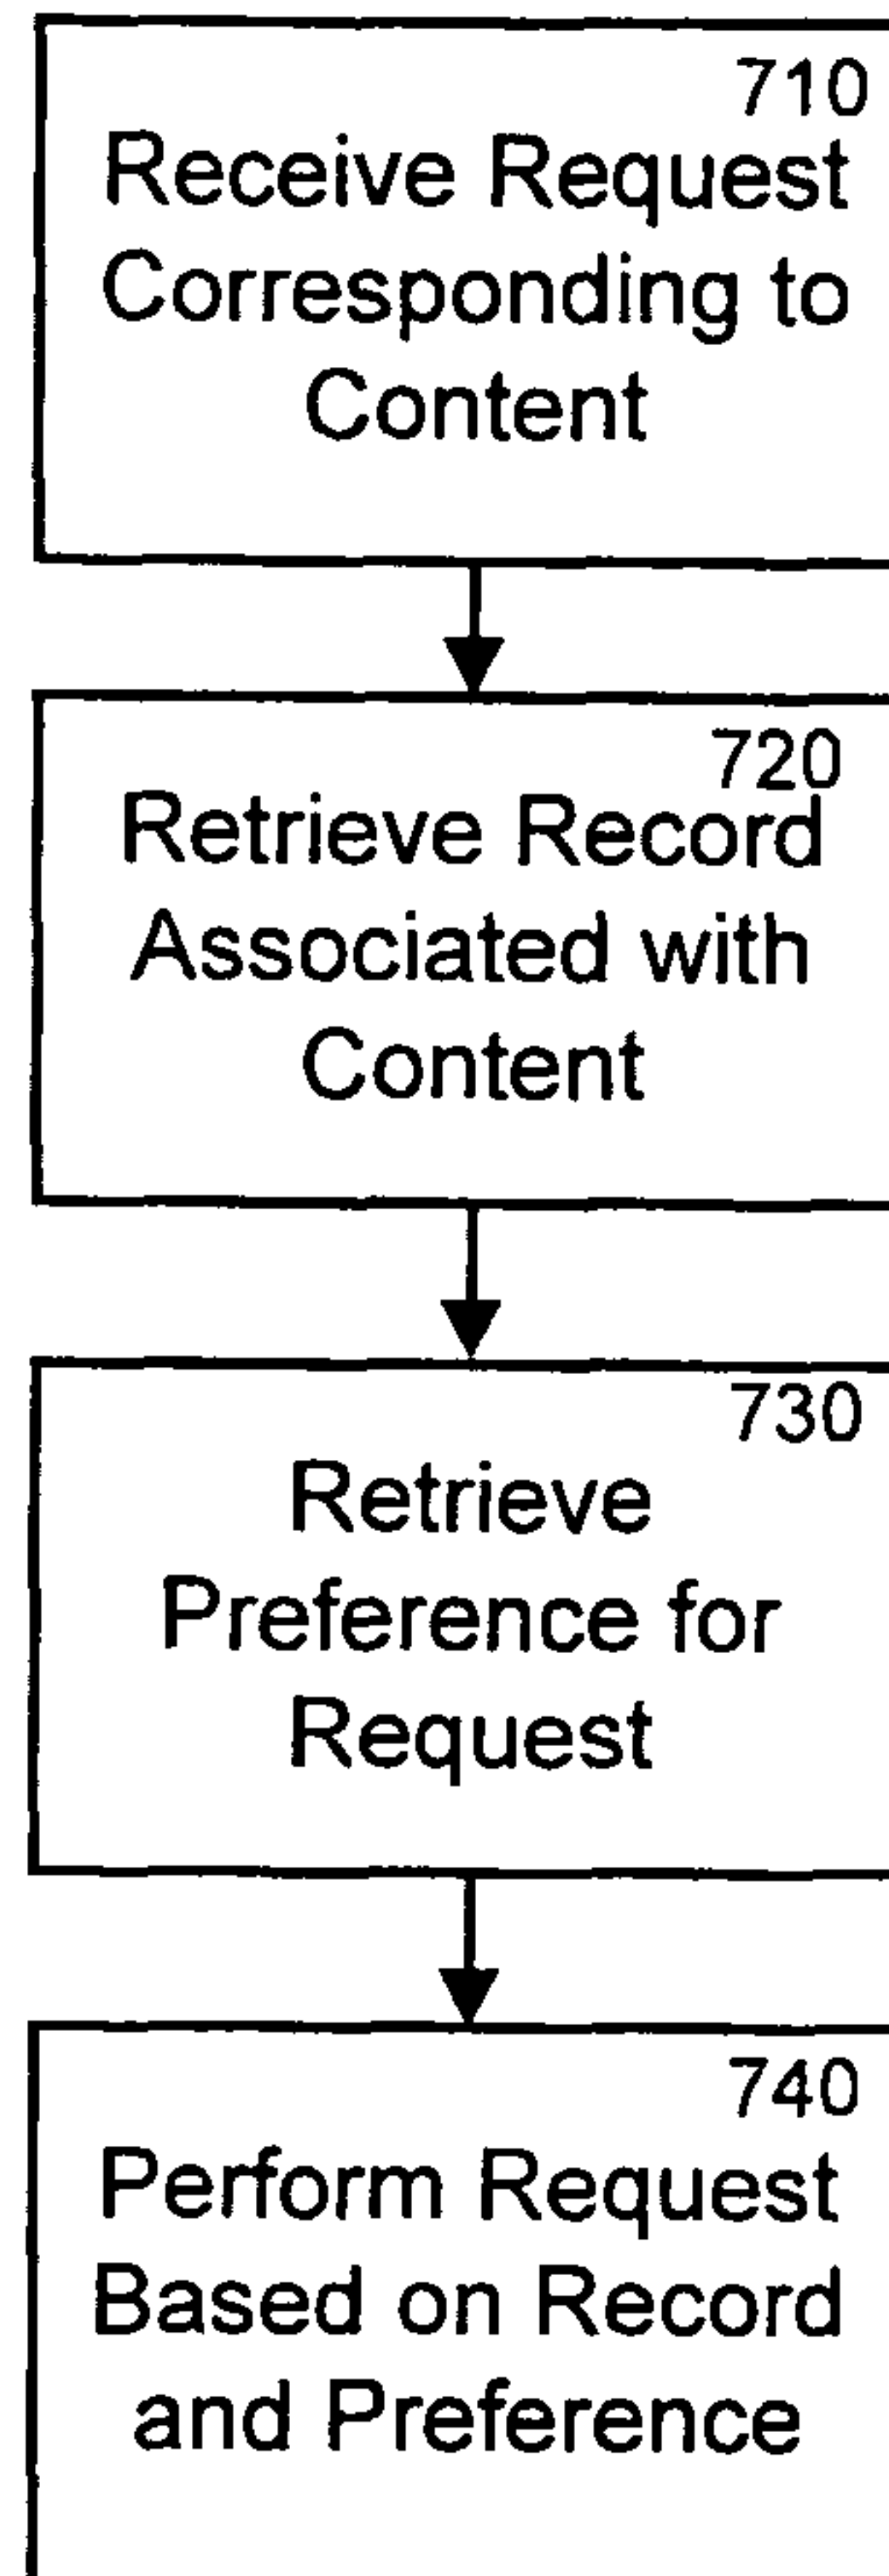 710
Receive Request
Corresponding to
Content
720
Retrieve Record
Associated with
Content
730
Retrieve
Preference for
Request
740
Perform Request
Based on Record
and Preference